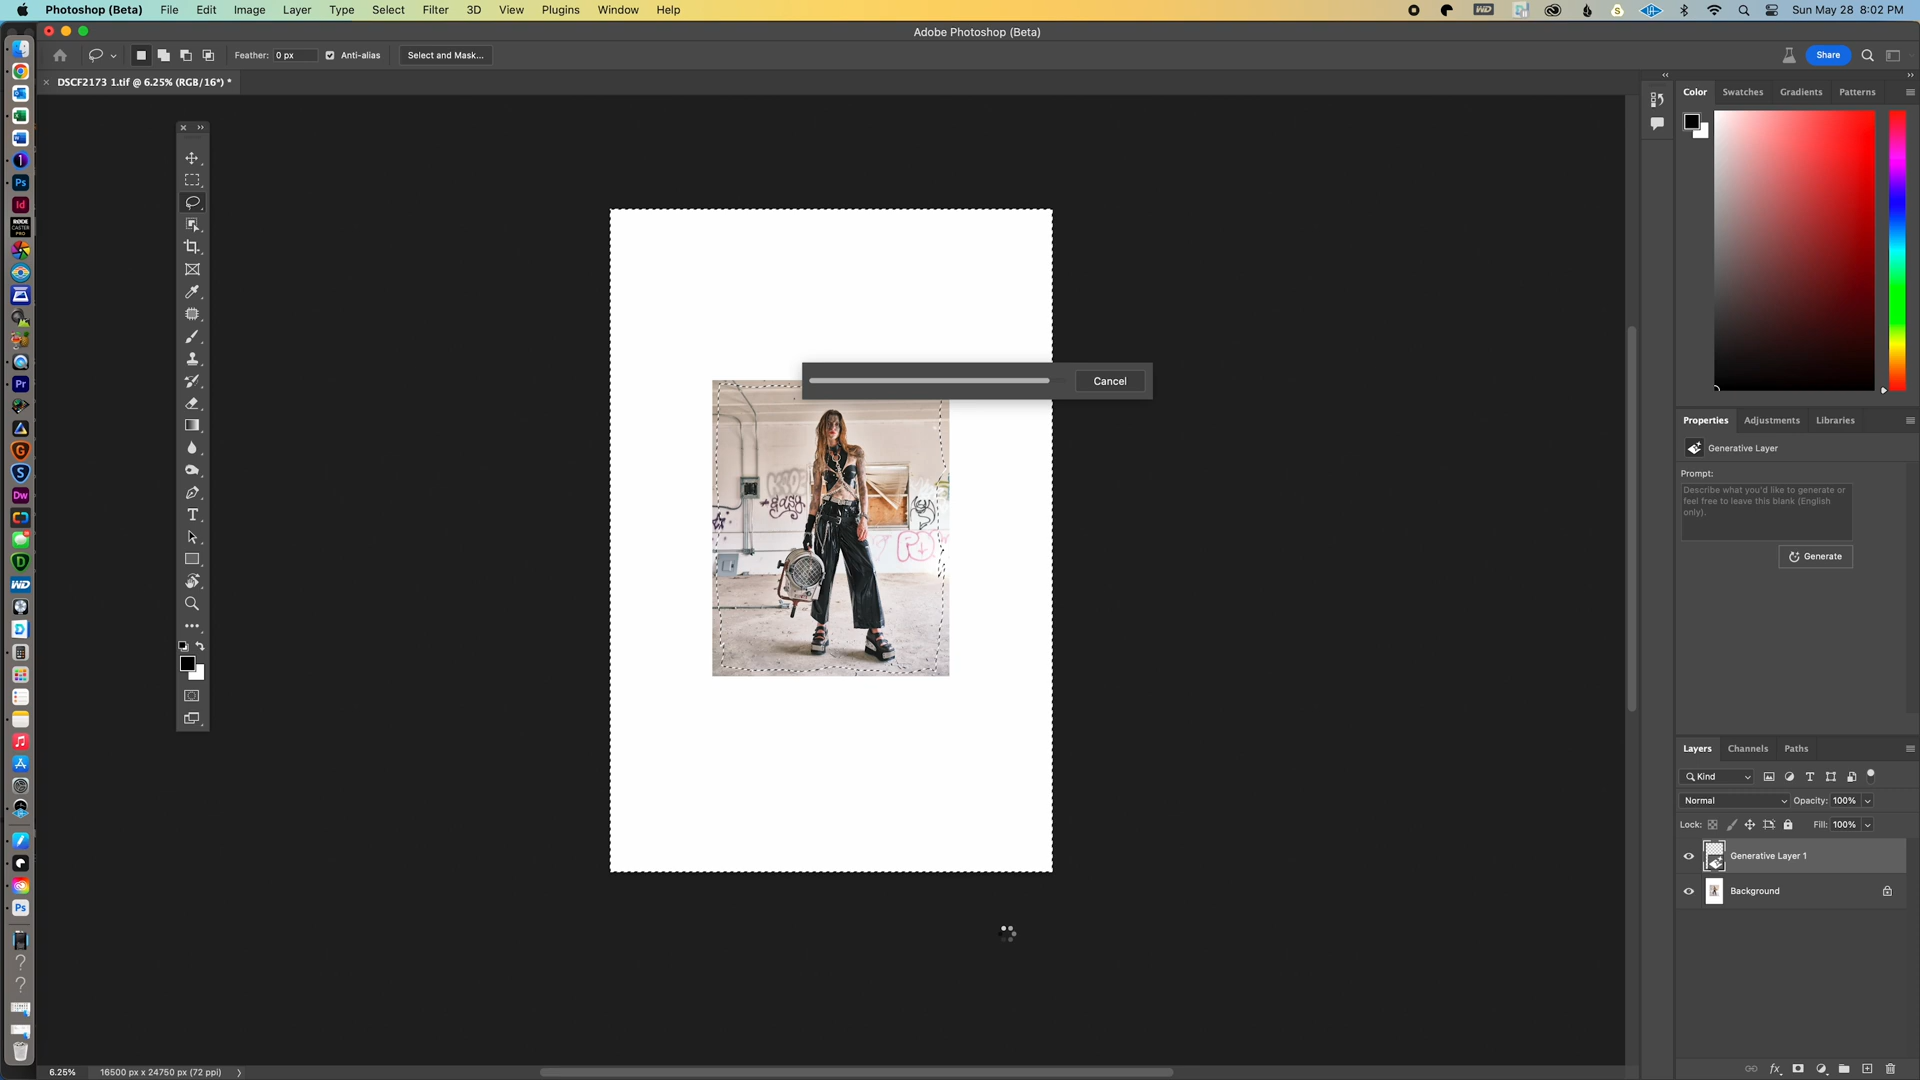 Photoshop (Beta) File Edit Image Layer Type Select Filter 3D View Plugins Window Help Sun May 28 8:02 PM
Adobe Photoshop (Beta)
Feather: 0 px Anti-alias Select and Mask... Share
DSCF2173 1.tif @ 6.25% (RGB/16*) *
Color Swatches Gradients Patterns
Cancel
Properties Adjustments Libraries
Generative Layer
Prompt:
Describe what you'd like to generate or
feel free to leave this blank (English
only).
Generate
Layers Channels Paths
Kind
Normal Opacity: 100%
Lock: Fill: 100%
Generative Layer 1
Background
6.25% 16500 px x 24750 px (72 ppi)